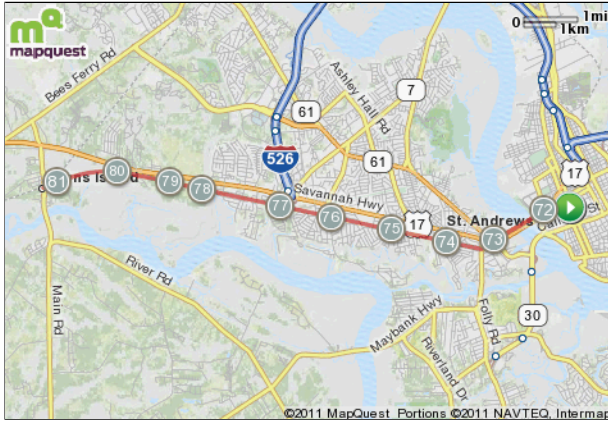 mq
mapquest
0
1mi
1km
Bees Ferry Rd
Ashley Hall Rd
7
61
526
61
17
81
80
79
78
Savannah Hwy
77
76
75
17
St. Andrews
72
74
73
River Rd
Main Rd
Maybank Hwy
Folly Rd
30
Riverland Dr
©2011 MapQuest Portions ©2011 NAVTEQ, Intermap